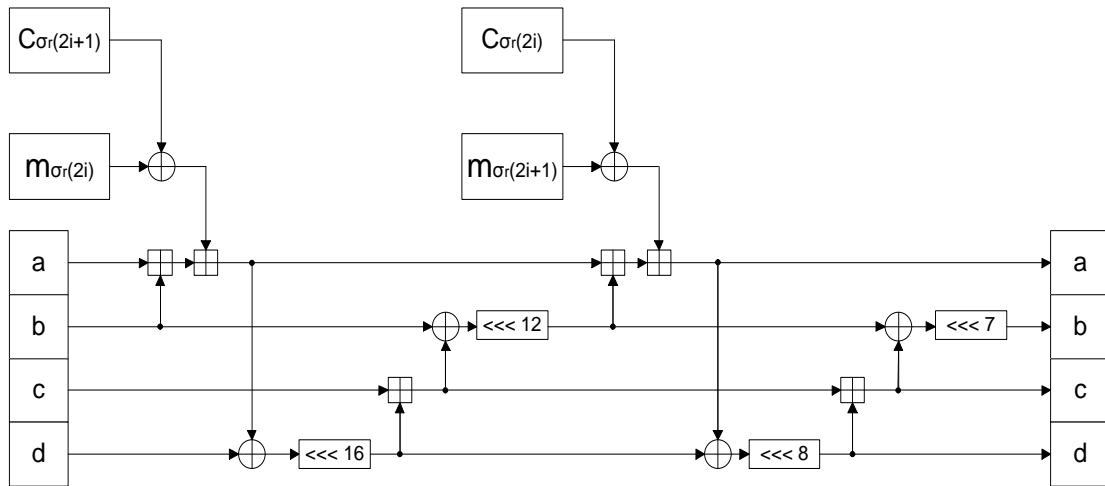 Cσr(2i+1) Cσr(2i)
mσr(2i) mσr(2i+1)
a a
b <<< 12 <<< 7 b
c c
d <<< 16 <<< 8 d